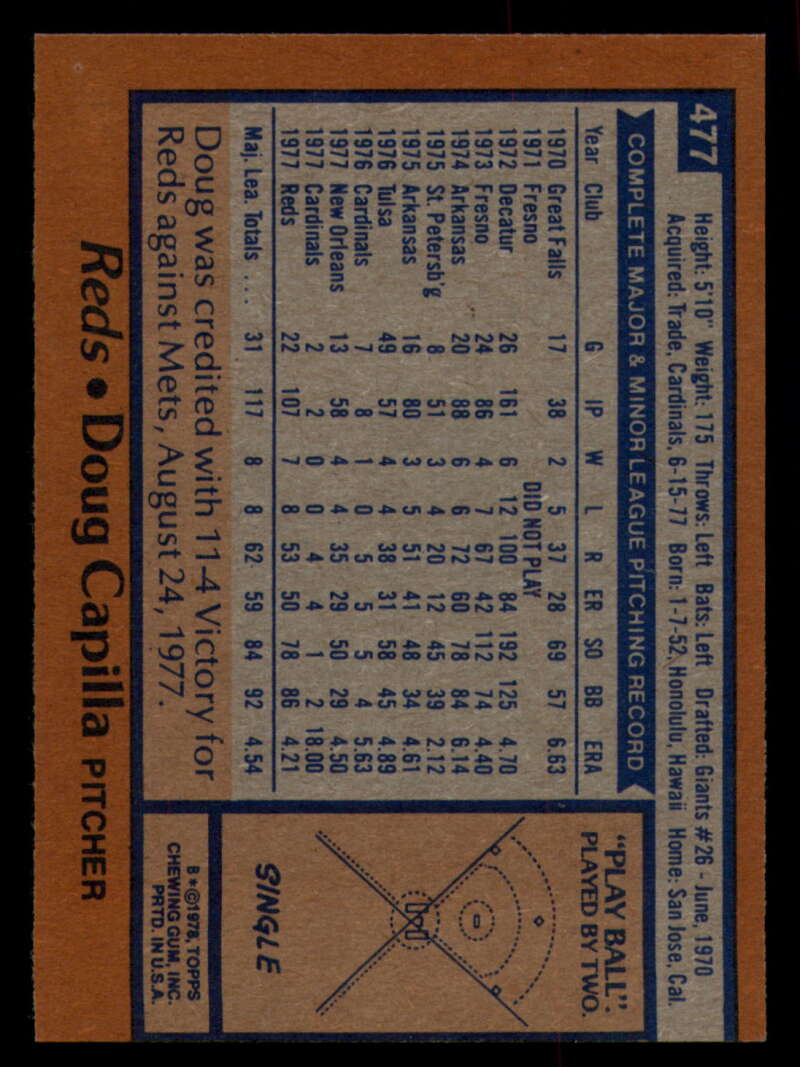 477
Height: 5'10" Weight: 175 Throws: Left Bats: Left Drafted: Giants #26 - June, 1970
Acquired: Trade, Cardinals, 6-15-77 Born: 1-7-52, Honolulu, Hawaii Home: San Jose, Cal.
COMPLETE MAJOR & MINOR LEAGUE PITCHING RECORD
Year Club G IP W L R ER SO BB ERA
1970 Great Falls 17 38 2 5 37 28 69 57 6.63
1971 Fresno DID NOT PLAY
1972 Decatur 26 161 6 12 100 84 192 125 4.70
1973 Fresno 24 86 4 7 67 42 112 74 4.40
1974 Arkansas 20 88 6 6 72 60 78 84 6.14
1975 St. Petersb'g 8 51 3 4 20 12 45 39 2.12
1975 Arkansas 16 80 3 5 51 41 48 34 4.61
1976 Tulsa 49 57 4 4 38 31 58 45 4.89
1976 Cardinals 7 8 1 0 5 5 5 4 5.63
1977 New Orleans 13 58 4 4 35 29 50 29 4.50
1977 Cardinals 2 2 0 0 4 4 1 2 18.00
1977 Reds 22 107 7 8 53 50 78 86 4.21
Maj. Lea. Totals ... 31 117 8 8 62 59 84 92 4.54
Doug was credited with 11-4 Victory for
Reds against Mets, August 24, 1977.
"PLAY BALL":
PLAYED BY TWO.
SINGLE
B*©1978, TOPPS
CHEWING GUM, INC.
PRTD. IN U.S.A.
Reds • Doug Capilla PITCHER